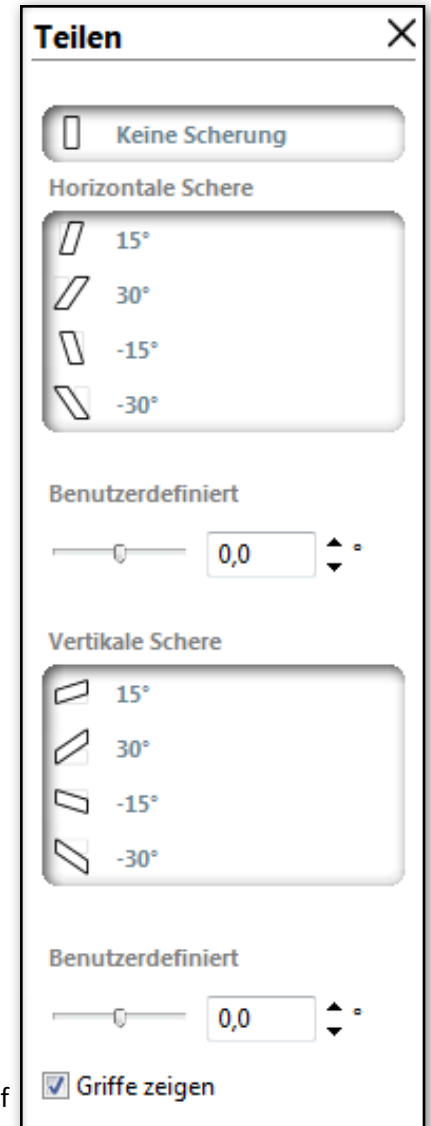 Teilen
Keine Scherung
Horizontale Schere
15°
30°
-15°
-30°
Benutzerdefiniert
0,0 °
Vertikale Schere
15°
30°
-15°
-30°
Benutzerdefiniert
0,0 °
f
Griffe zeigen